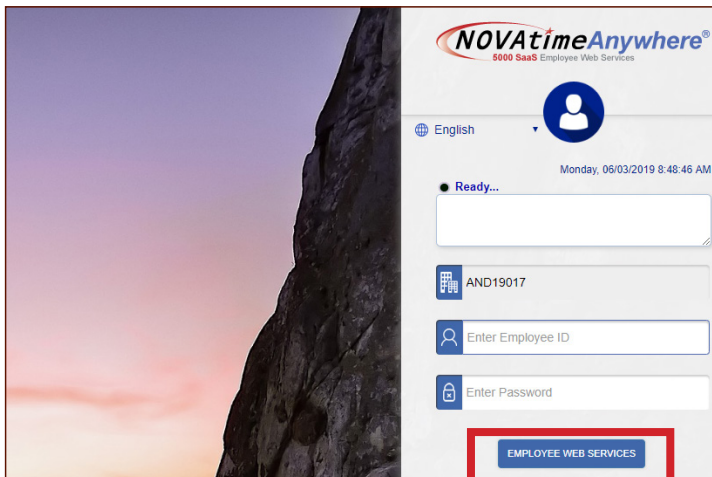 NOVAtimeAnywhere®
5000 SaaS Employee Web Services
English
Monday, 06/03/2019 8:48:46 AM
Ready...
AND19017
Enter Employee ID
Enter Password
EMPLOYEE WEB SERVICES